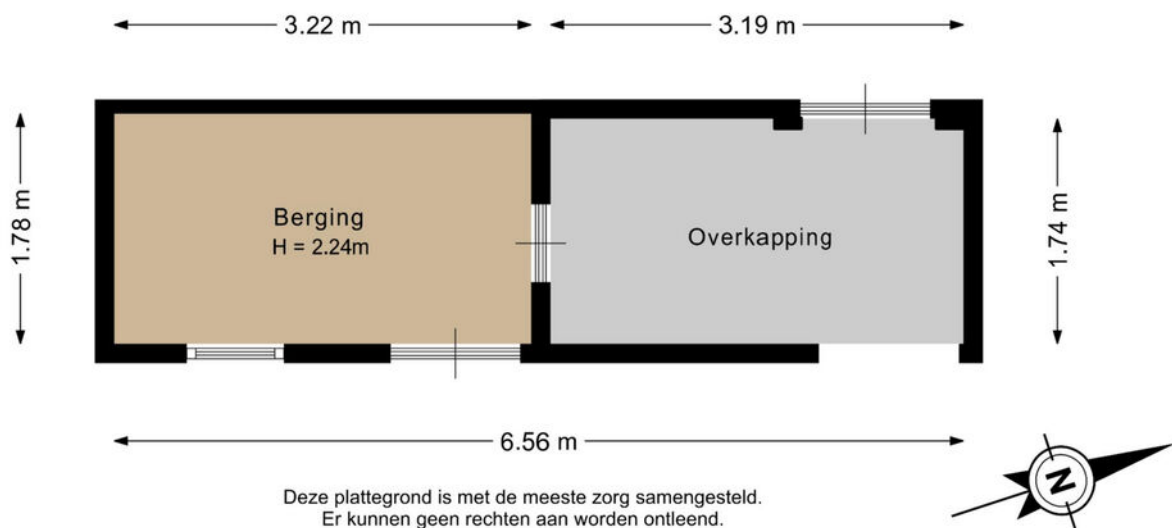 3.22 m
3.19 m
1.78 m
Berging
H = 2.24m
Overkapping
1.74 m
6.56 m
N
Deze plattegrond is met de meeste zorg samengesteld.
Er kunnen geen rechten aan worden ontleend.